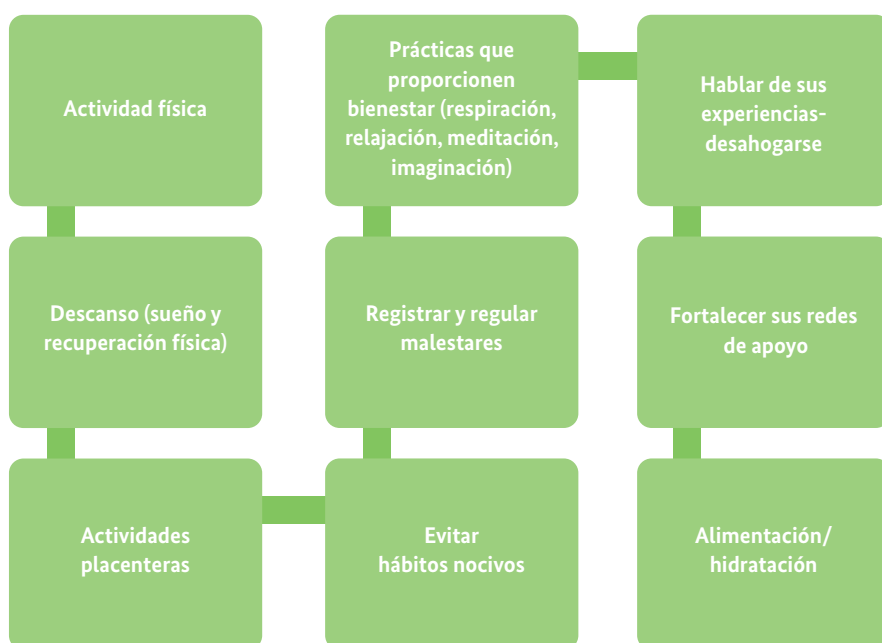 Actividad física
Descanso (sueño y
recuperación física)
Actividades
placenteras
Evitar
hábitos nocivos
Registrar y regular
malestares
Prácticas que
proporcionen
bienestar (respiración,
relajación, meditación,
imaginación)
Hablar de sus
experiencias-
desahogarse
Fortalecer sus redes
de apoyo
Alimentación/
hidratación